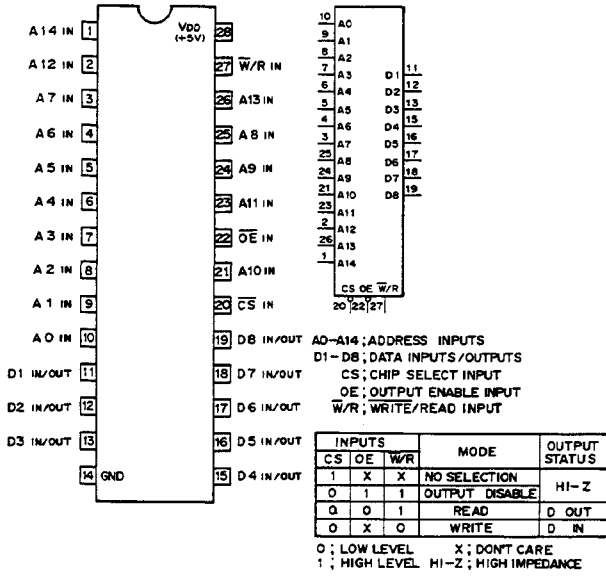 A14 IN 1
VDD (+5V) 28
A12 IN 2
27 W̅/R IN
A7 IN 3
26 A13 IN
A6 IN 4
25 A8 IN
A5 IN 5
24 A9 IN
A4 IN 6
23 A11 IN
A3 IN 7
22 O̅E̅ IN
A2 IN 8
21 A10 IN
A1 IN 9
20 C̅S̅ IN
A0 IN 10
19 D8 IN/OUT
D1 IN/OUT 11
18 D7 IN/OUT
D2 IN/OUT 12
17 D6 IN/OUT
D3 IN/OUT 13
16 D5 IN/OUT
14 GND
15 D4 IN/OUT
10 A0
9 A1
8 A2
7 A3
6 A4
5 A5
4 A6
3 A7
25 A8
24 A9
21 A10
23 A11
2 A12
26 A13
1 A14
D1 11
D2 12
D3 13
D4 15
D5 16
D6 17
D7 18
D8 19
CS OE W̅/R
20 22 27
A0-A14 ; ADDRESS INPUTS
D1-D8 ; DATA INPUTS/OUTPUTS
CS ; CHIP SELECT INPUT
OE ; OUTPUT ENABLE INPUT
W̅/R ; W̅R̅I̅T̅E̅/READ INPUT
INPUTS MODE OUTPUT STATUS
CS OE W̅/R
1 X X NO SELECTION HI-Z
0 1 1 OUTPUT DISABLE
0 0 1 READ D OUT
0 X 0 WRITE D IN
0 ; LOW LEVEL X ; DON'T CARE
1 ; HIGH LEVEL HI-Z ; HIGH IMPEDANCE